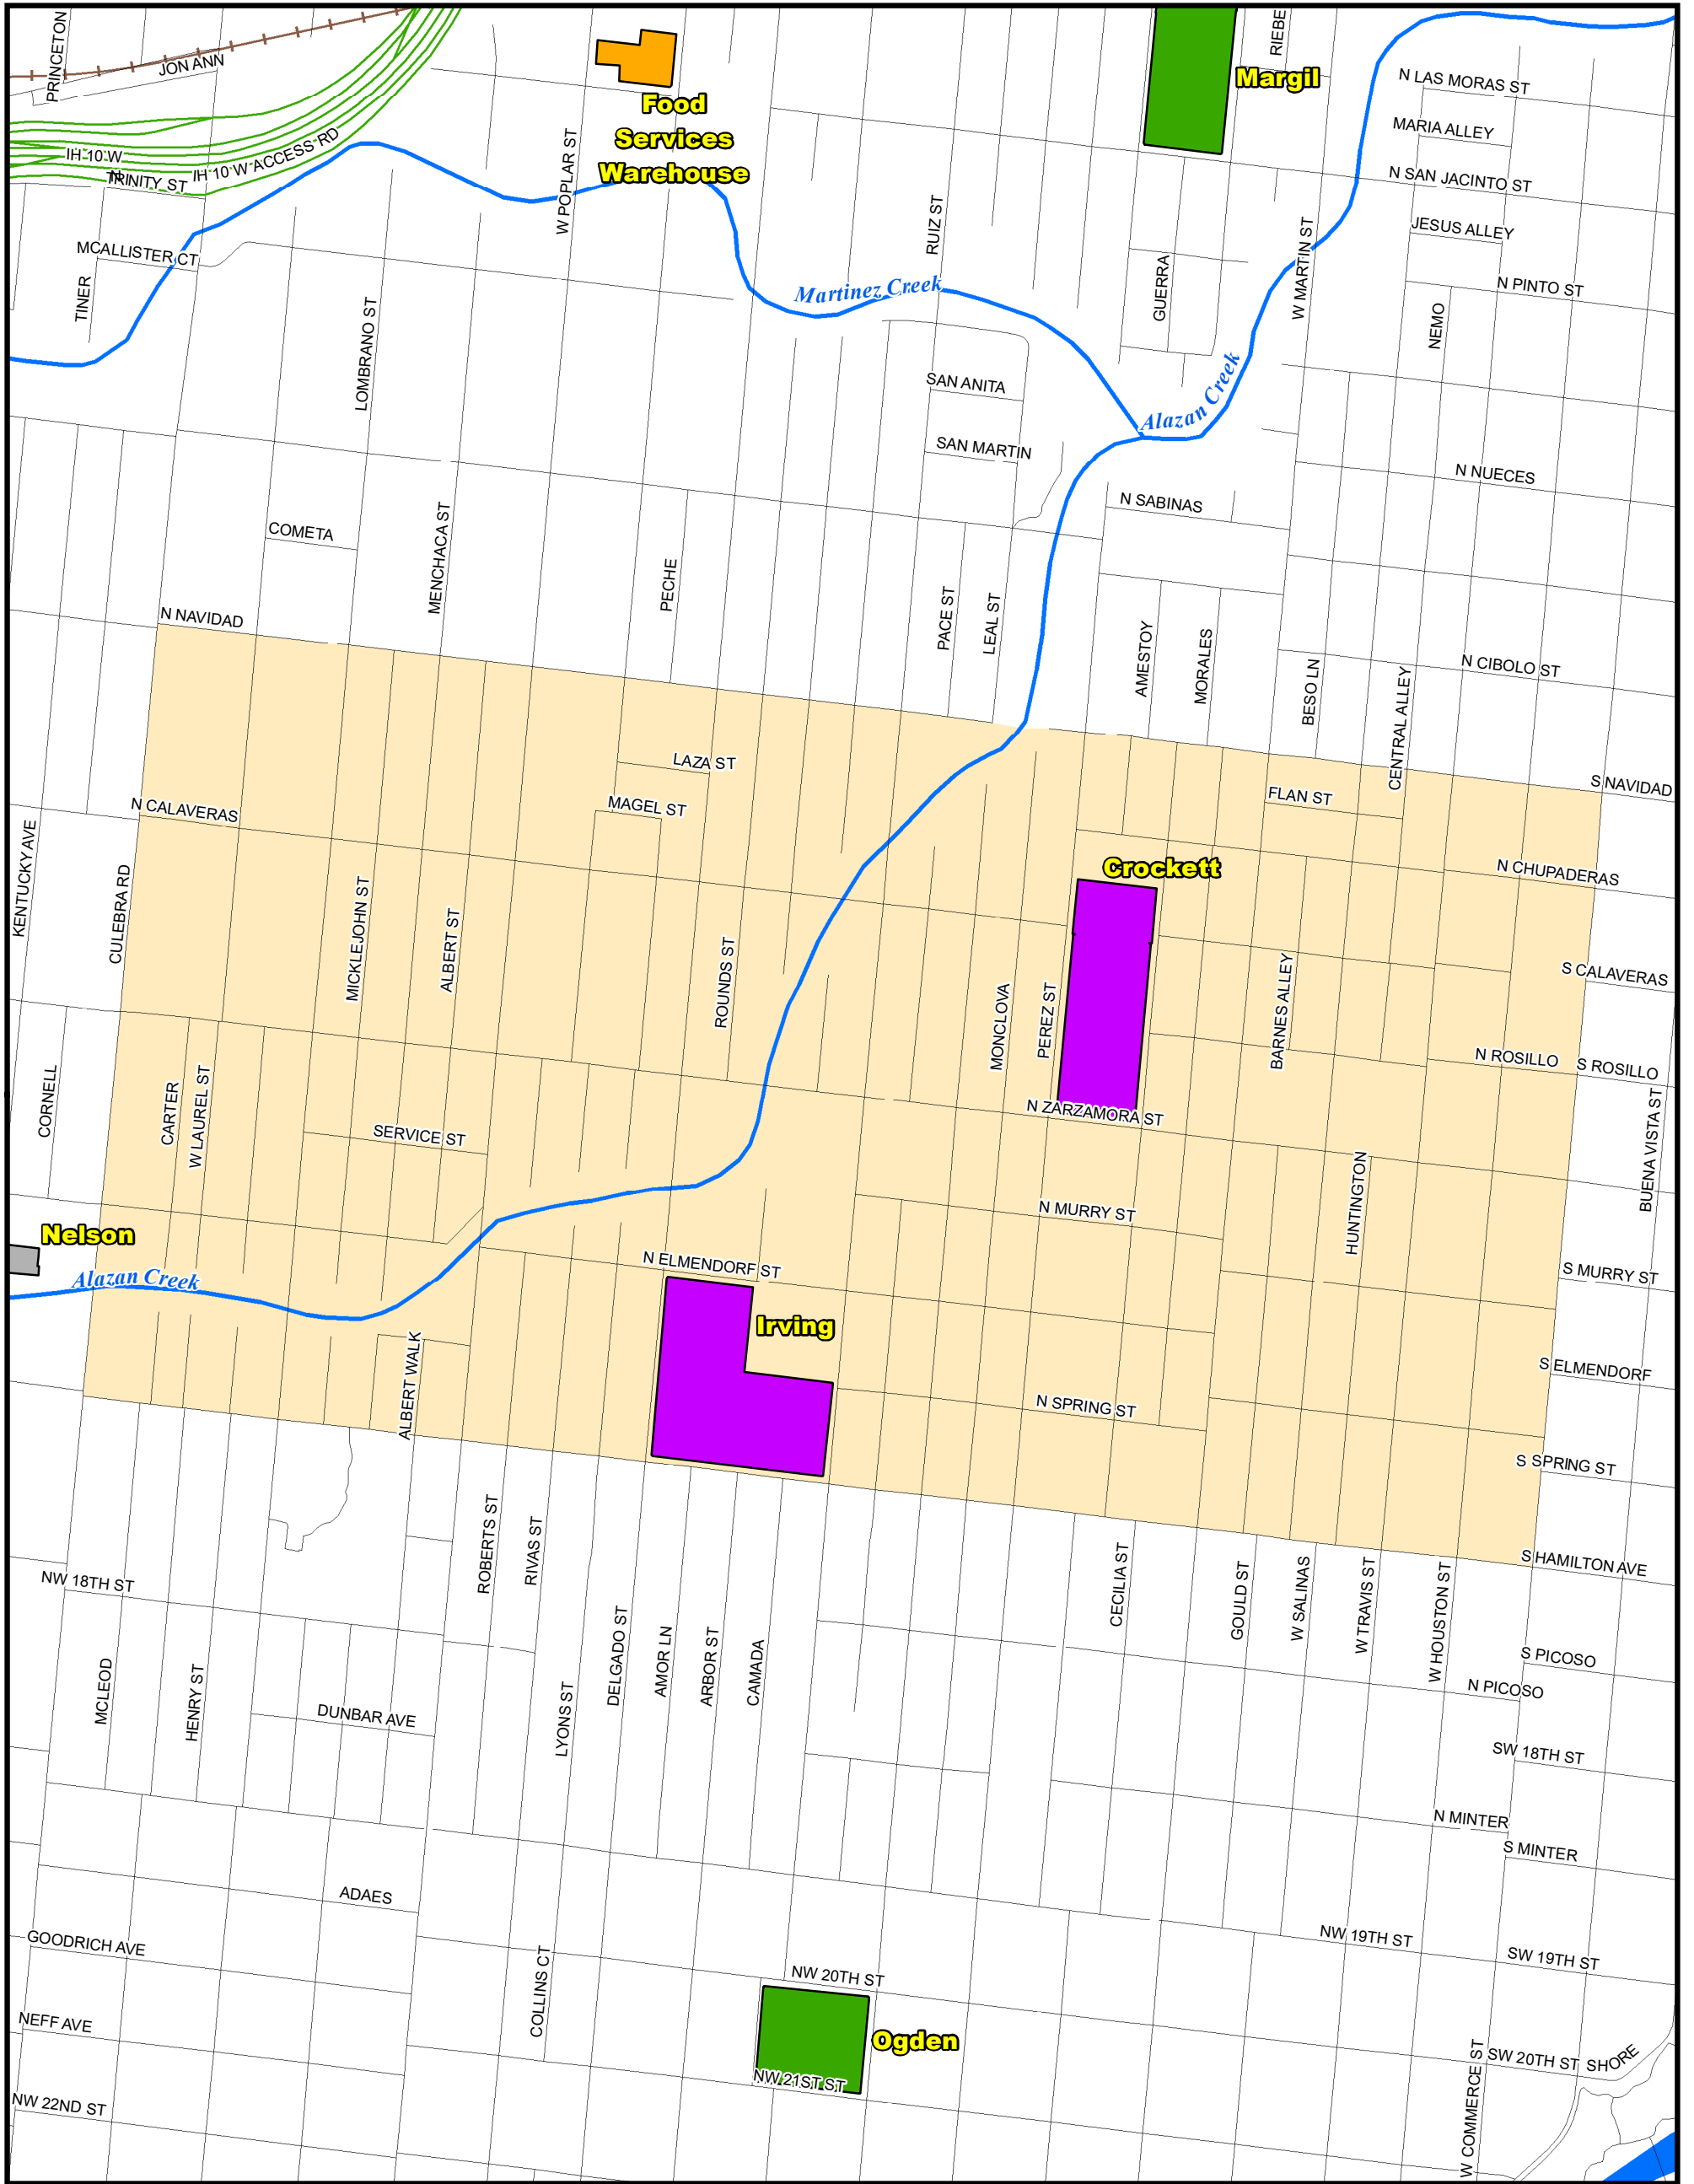 PRINCETON
JON ANN
RIEBE
Margil
N LAS MORAS ST
Food
Services
Warehouse
MARIA ALLEY
IH 10 W
IH 10 W ACCESS RD
N
TRINITY ST
W POPLAR ST
N SAN JACINTO ST
RUIZ ST
JESUS ALLEY
MCALLISTER CT
W MARTIN ST
TINER
GUERRA
N PINTO ST
Martinez Creek
NEMO
LOMBRANO ST
SAN ANITA
Alazan Creek
SAN MARTIN
N NUECES
N SABINAS
COMETA
MENCHACA ST
PECHE
PACE ST
LEAL ST
N NAVIDAD
AMESTOY
MORALES
BESO LN
N CIBOLO ST
CENTRAL ALLEY
LAZA ST
S NAVIDAD
MAGEL ST
FLAN ST
N CALAVERAS
Crockett
N CHUPADERAS
KENTUCKY AVE
CULEBRA RD
MICKLEJOHN ST
ALBERT ST
ROUNDS ST
MONCLOVA
PEREZ ST
BARNES ALLEY
S CALAVERAS
N ROSILLO
S ROSILLO
CORNELL
CARTER
W LAUREL ST
SERVICE ST
N ZARZAMORA ST
BUENA VISTA ST
HUNTINGTON
N MURRY ST
Nelson
Alazan Creek
N ELMENDORF ST
S MURRY ST
Irving
ALBERT WALK
S ELMENDORF
N SPRING ST
S SPRING ST
ROBERTS ST
RIVAS ST
CECILIA ST
GOULD ST
W SALINAS
W TRAVIS ST
W HOUSTON ST
S HAMILTON AVE
NW 18TH ST
DELGADO ST
AMOR LN
ARBOR ST
CAMADA
S PICOSO
N PICOSO
MCLEOD
HENRY ST
LYONS ST
DUNBAR AVE
SW 18TH ST
N MINTER
S MINTER
ADAES
GOODRICH AVE
COLLINS CT
NW 19TH ST
SW 19TH ST
NW 20TH ST
NEFF AVE
Ogden
SW 20TH ST
SHORE
NW 21ST ST
W COMMERCE ST
NW 22ND ST